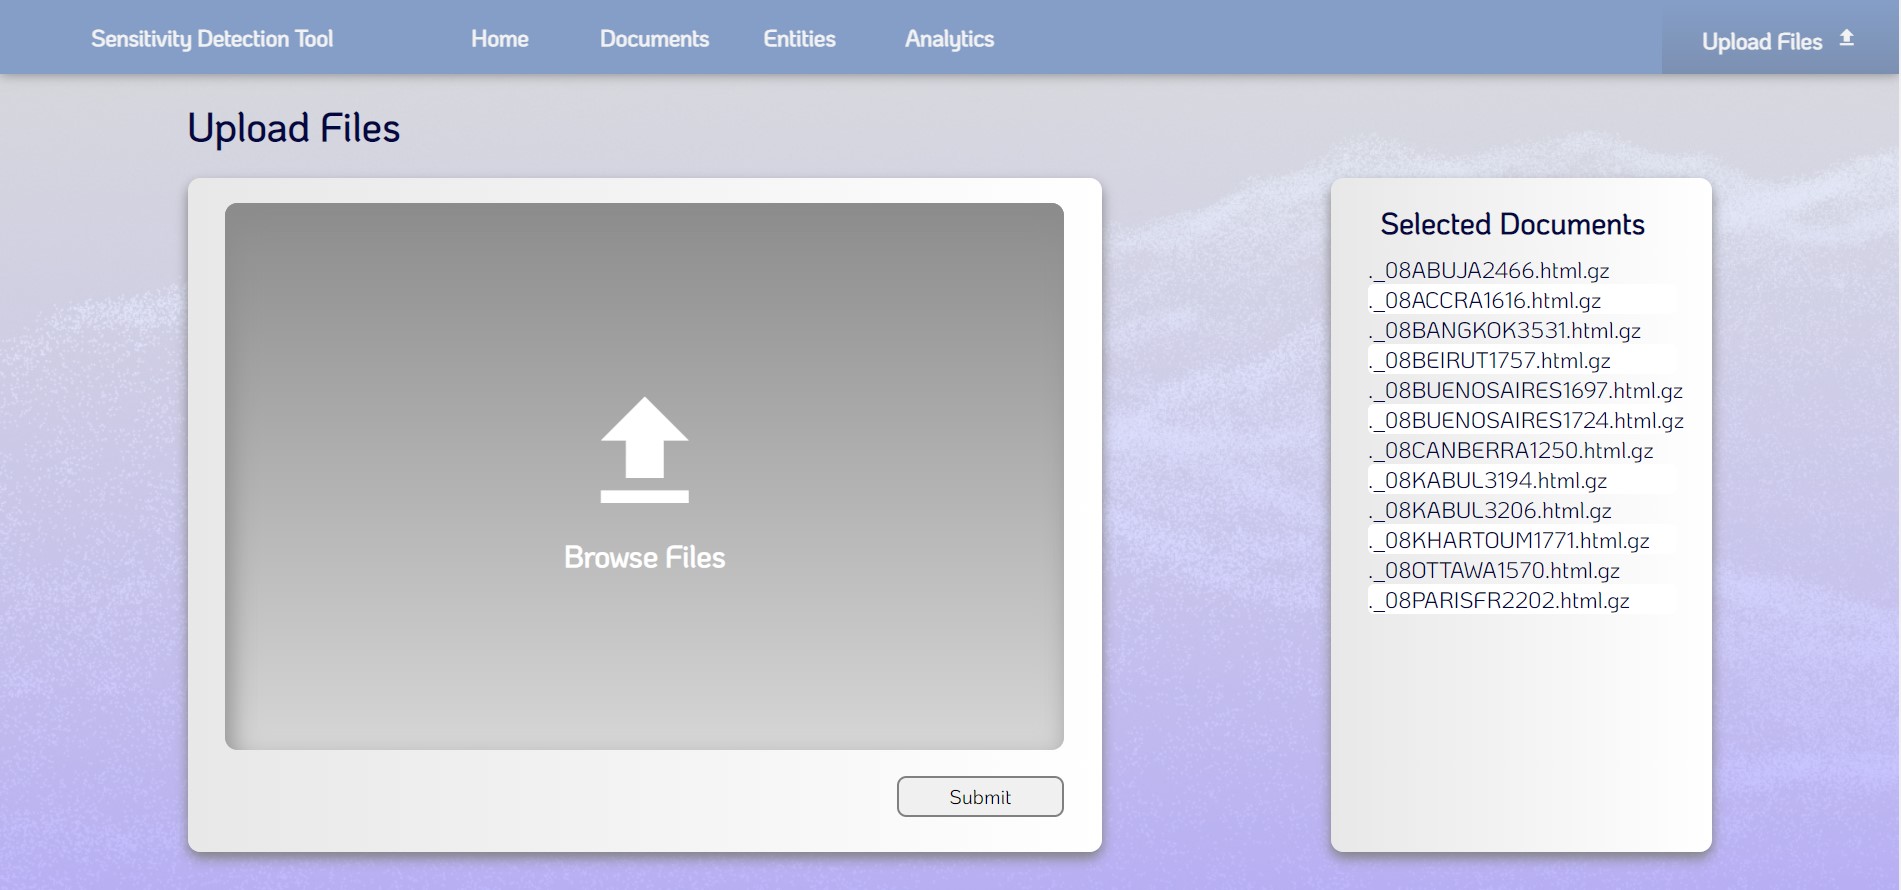 Sensitivity Detection Tool Home Documents Entities Analytics Upload Files
Upload Files
Browse Files
Submit
Selected Documents
._08ABUJA2466.html.gz
._08ACCRA1616.html.gz
._08BANGKOK3531.html.gz
._08BEIRUT1757.html.gz
._08BUENOSAIRES1697.html.gz
._08BUENOSAIRES1724.html.gz
._08CANBERRA1250.html.gz
._08KABUL3194.html.gz
._08KABUL3206.html.gz
._08KHARTOUM1771.html.gz
._08OTTAWA1570.html.gz
._08PARISFR2202.html.gz